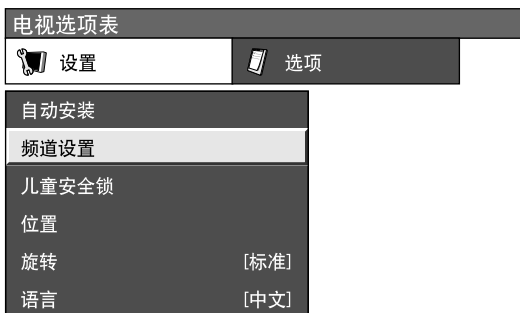 电视选项表
设置 选项
自动安装
频道设置
儿童安全锁
位置
旋转 [标准]
语言 [中文]